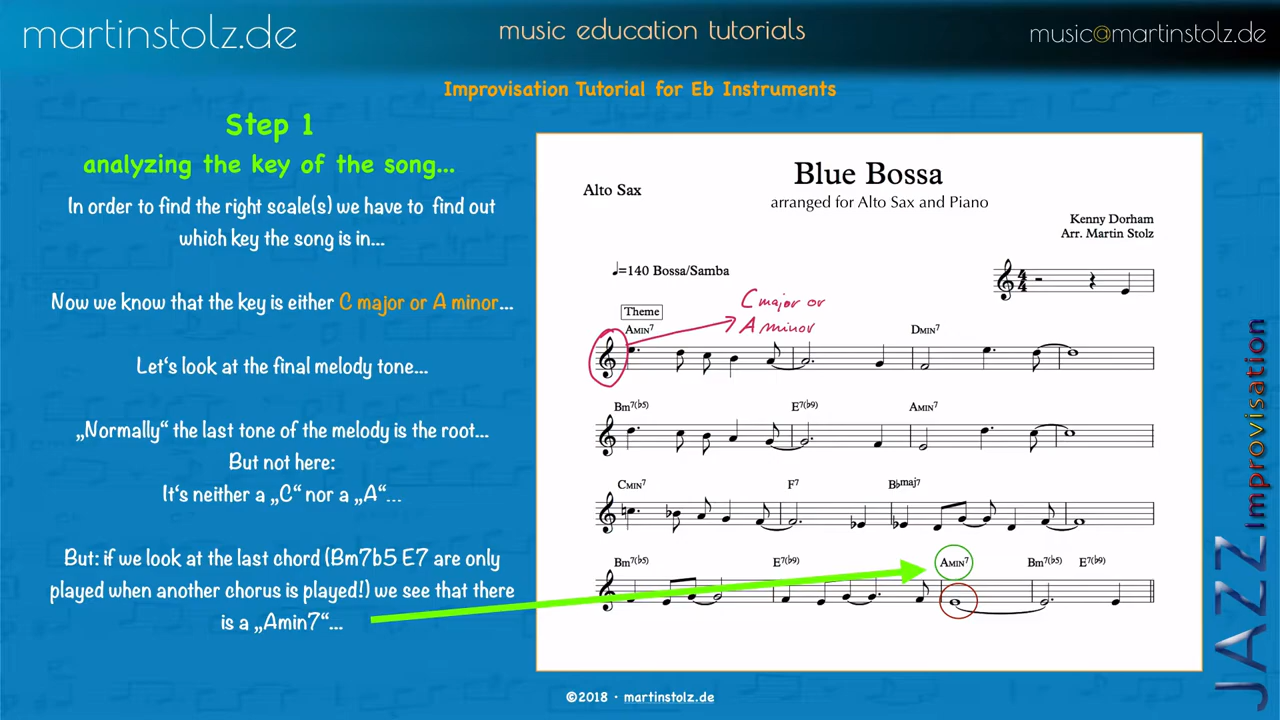 martinstolz.de
music education tutorials
music@martinstolz.de
Improvisation Tutorial for Eb Instruments
Step 1
analyzing the key of the song...
In order to find the right scale(s) we have to find out
which key the song is in...
Now we know that the key is either C major or A minor...
Let's look at the final melody tone...
„Normally“ the last tone of the melody is the root...
But not here:
It's neither a „C“ nor a „A“...
But: if we look at the last chord (Bm7b5 E7 are only
played when another chorus is played!) we see that there
is a „Amin7“...
Blue Bossa
Alto Sax
arranged for Alto Sax and Piano
Kenny Dorham
Arr. Martin Stolz
♩=140 Bossa/Samba
Theme
C major or
A minor
AMIN7 DMIN7
Bm7(b5) E7(b9) AMIN7
CMIN7 F7 Bbmaj7
Bm7(b5) E7(b9) AMIN7 Bm7(b5) E7(b9)
JAZZ Improvisation
©2018 · martinstolz.de